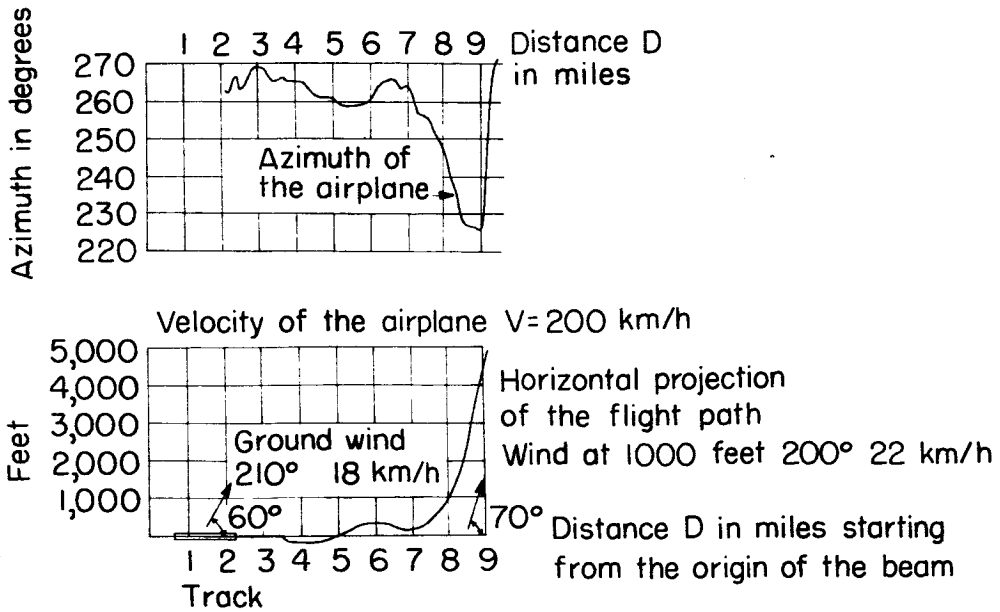 Azimuth in degrees
1 2 3 4 5 6 7 8 9 Distance D
in miles
270
260
250
240
230
220
Azimuth of
the airplane
Velocity of the airplane V=200 km/h
Feet
5,000
4,000
3,000
2,000
1,000
Horizontal projection
of the flight path
Wind at 1000 feet 200° 22 km/h
Ground wind
210° 18 km/h
60°
70°
1 2 3 4 5 6 7 8 9
Distance D in miles starting
from the origin of the beam
Track